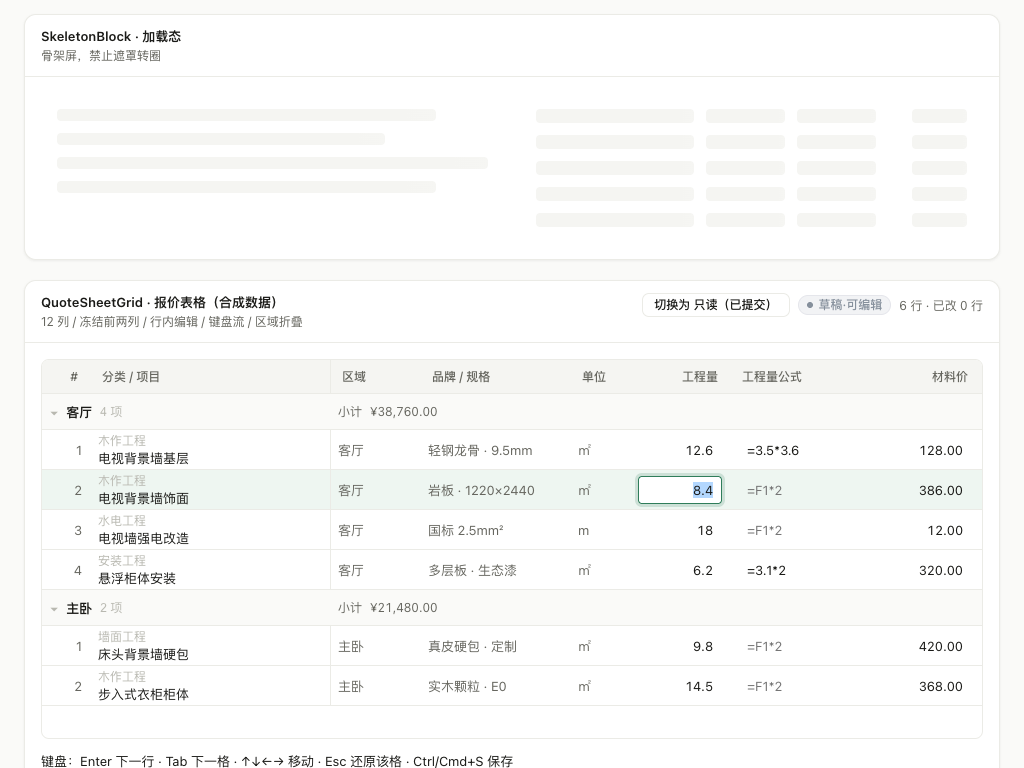 SkeletonBlock · 加载态
骨架屏，禁止遮罩转圈
QuoteSheetGrid · 报价表格（合成数据）
12 列 / 冻结前两列 / 行内编辑 / 键盘流 / 区域折叠
切换为 只读（已提交）
草稿·可编辑
6 行 · 已改 0 行
# 分类 / 项目 区域 品牌 / 规格 单位 工程量 工程量公式 材料价
客厅 4 项 小计 ¥38,760.00
木作工程
1 电视背景墙基层 客厅 轻钢龙骨 · 9.5mm ㎡ 12.6 =3.5*3.6 128.00
木作工程
2 电视背景墙饰面 客厅 岩板 · 1220×2440 ㎡ 8.4 =F1*2 386.00
水电工程
3 电视墙强电改造 客厅 国标 2.5mm² m 18 =F1*2 12.00
安装工程
4 悬浮柜体安装 客厅 多层板 · 生态漆 ㎡ 6.2 =3.1*2 320.00
主卧 2 项 小计 ¥21,480.00
墙面工程
1 床头背景墙硬包 主卧 真皮硬包 · 定制 ㎡ 9.8 =F1*2 420.00
木作工程
2 步入式衣柜柜体 主卧 实木颗粒 · E0 ㎡ 14.5 =F1*2 368.00
键盘：Enter 下一行 · Tab 下一格 · ↑↓←→ 移动 · Esc 还原该格 · Ctrl/Cmd+S 保存